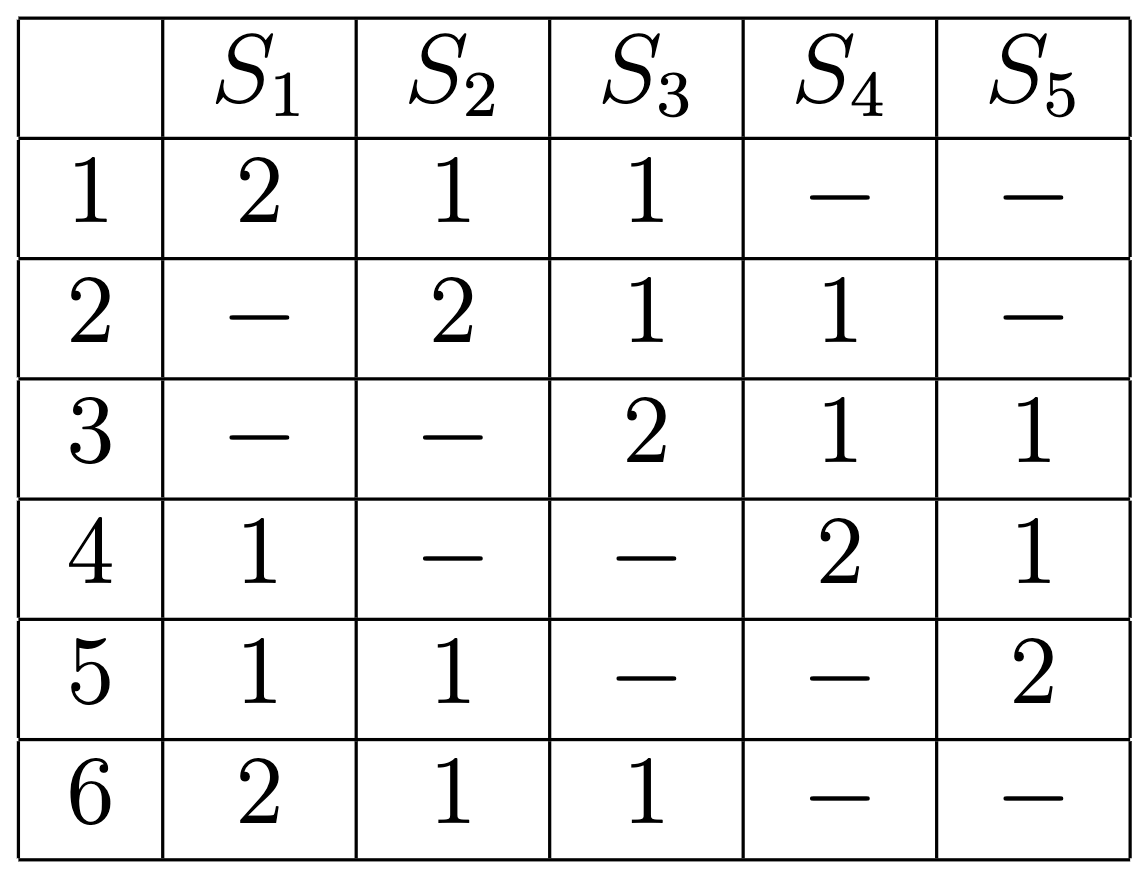 S₁ S₂ S₃ S₄ S₅
1 2 1 1 − −
2 − 2 1 1 −
3 − − 2 1 1
4 1 − − 2 1
5 1 1 − − 2
6 2 1 1 − −